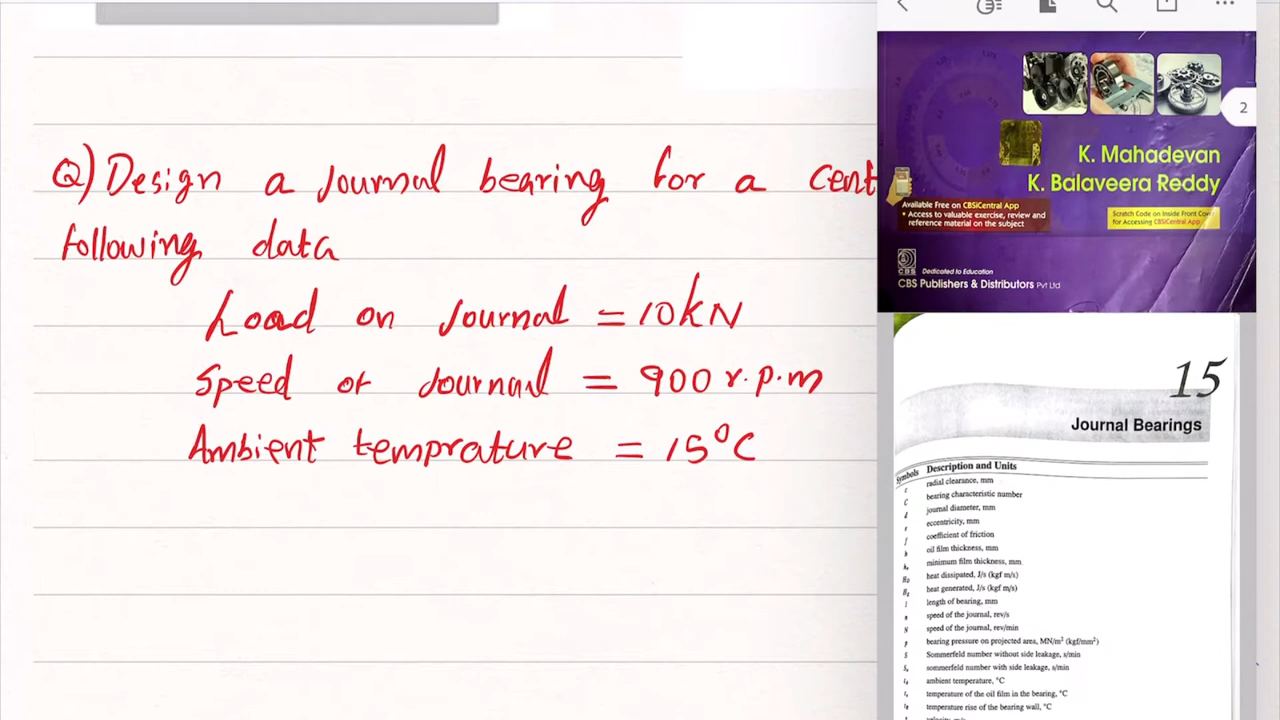 Q) Design a Journal bearing for a cent
following data
Load on Journal = 10kN
Speed of Journal = 900 r.p.m
Ambient temprature = 15°C
2
K. Mahadevan
K. Balaveera Reddy
Available Free on CBSiCentral App
• Access to valuable exercise, review and
reference material on the subject
Scratch Code on Inside Front Cover
for Accessing CBSiCentral App
CBS
Dedicated to Education
CBS Publishers & Distributors Pvt Ltd
15
Journal Bearings
Symbols Description and Units
c radial clearance, mm
C bearing characteristic number
d journal diameter, mm
e eccentricity, mm
f coefficient of friction
h oil film thickness, mm
h₀ minimum film thickness, mm
H_D heat dissipated, J/s (kgf m/s)
H_g heat generated, J/s (kgf m/s)
l length of bearing, mm
n speed of the journal, rev/s
N speed of the journal, rev/min
p bearing pressure on projected area, MN/m² (kgf/mm²)
S Sommerfeld number without side leakage, s/min
sommerfeld number with side leakage, s/min
ambient temperature, °C
temperature of the oil film in the bearing, °C
temperature rise of the bearing wall, °C